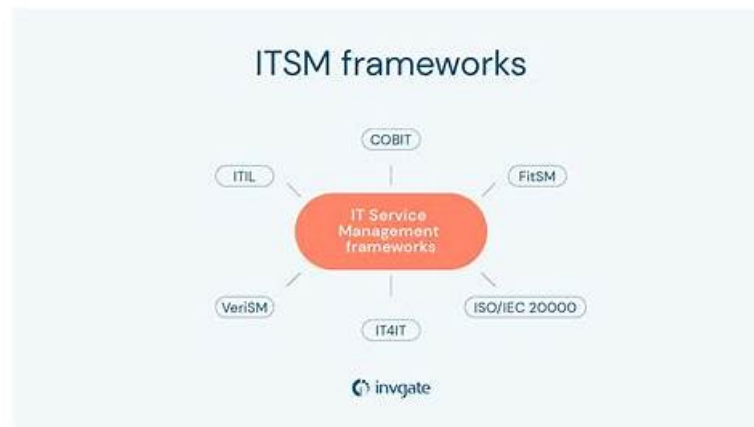 ITSM frameworks
COBIT
ITIL
FitSM
IT Service
Management
frameworks
VeriSM
ISO/IEC 20000
IT4IT
invgate